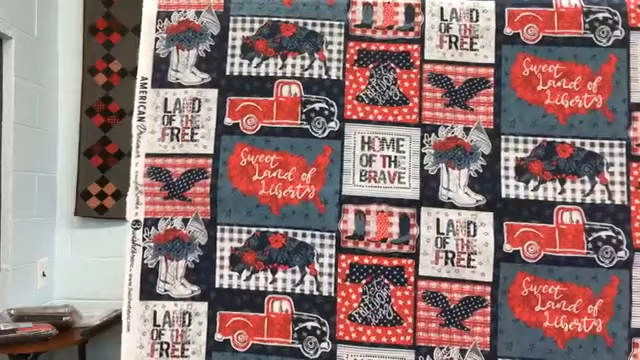 LAND
OF THE
FREE
Sweet
Land of
Liberty
LAND
OF THE
FREE
HOME
OF THE
BRAVE
Sweet
Land of
Liberty
LAND
OF THE
FREE
Sweet
Land of
Liberty
LAND
OF THE
FREE
AMERICAN